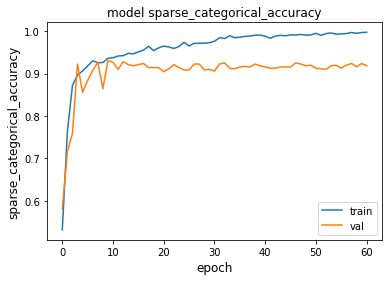 model sparse_categorical_accuracy
sparse_categorical_accuracy
1.0
0.9
0.8
0.7
0.6
0 10 20 30 40 50 60
epoch
train
val